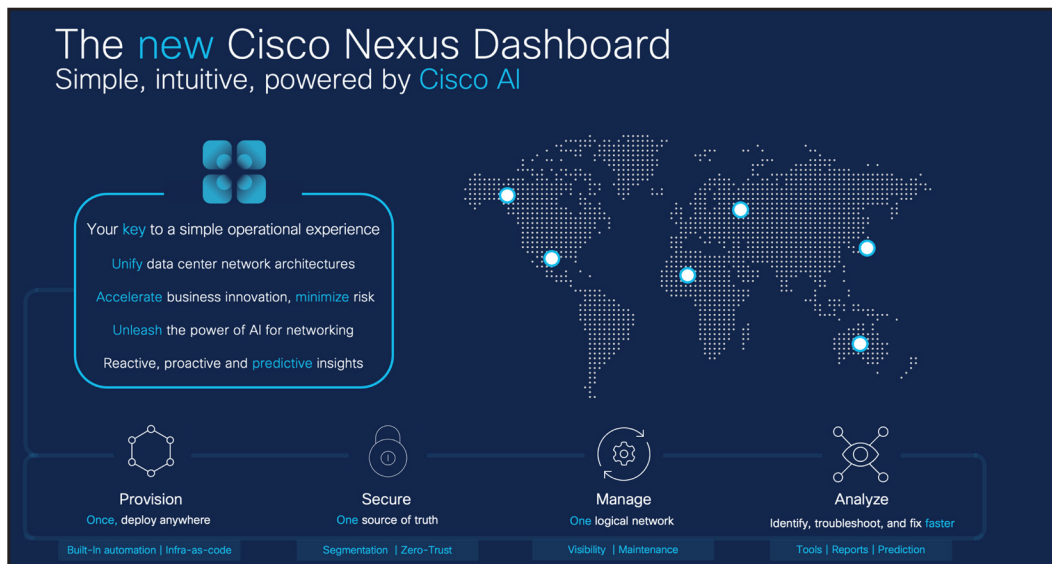 The new Cisco Nexus Dashboard
Simple, intuitive, powered by Cisco AI
Your key to a simple operational experience
Unify data center network architectures
Accelerate business innovation, minimize risk
Unleash the power of AI for networking
Reactive, proactive and predictive insights
Provision
Once, deploy anywhere
Built-In automation | Infra-as-code
Secure
One source of truth
Segmentation | Zero-Trust
Manage
One logical network
Visibility | Maintenance
Analyze
Identify, troubleshoot, and fix faster
Tools | Reports | Prediction